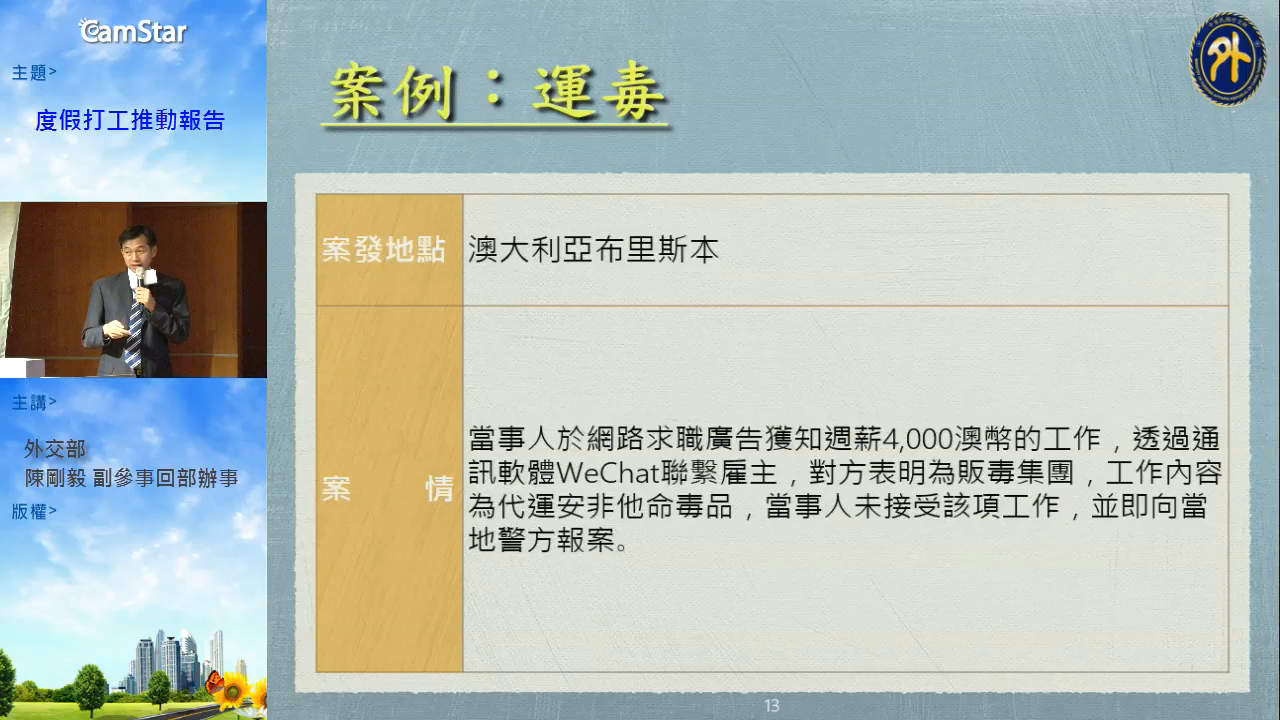 CamStar
主題>
度假打工推動報告
主講>
外交部
陳剛毅 副參事回部辦事
版權>
案例：運毒
外
案發地點
澳大利亞布里斯本
案情
當事人於網路求職廣告獲知週薪4,000澳幣的工作，透過通
訊軟體WeChat聯繫雇主，對方表明為販毒集團，工作內容
為代運安非他命毒品，當事人未接受該項工作，並即向當
地警方報案。
13